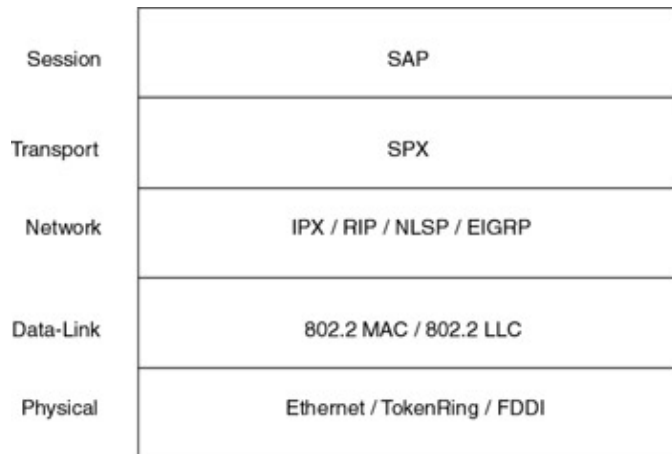 Session SAP
Transport SPX
Network IPX / RIP / NLSP / EIGRP
Data-Link 802.2 MAC / 802.2 LLC
Physical Ethernet / TokenRing / FDDI